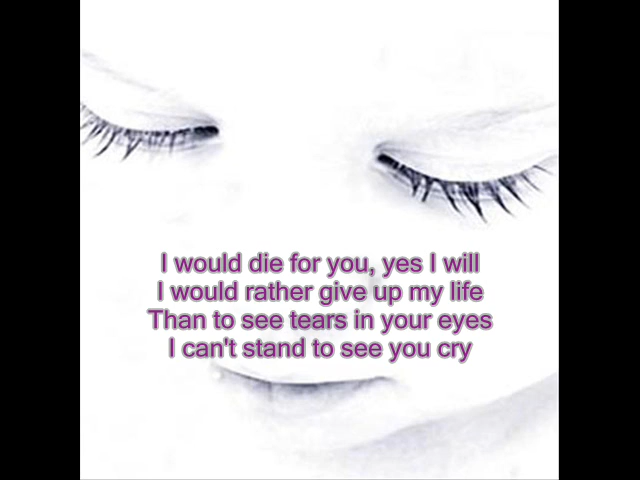 I would die for you, yes I will
I would rather give up my life
Than to see tears in your eyes
I can't stand to see you cry